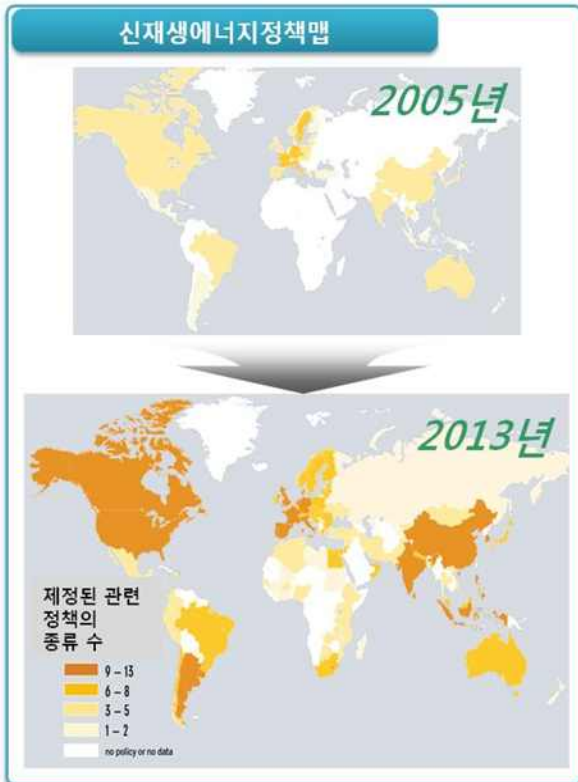 신재생에너지정책맵
2005년
2013년
제정된 관련
정책의
종류 수
9 – 13
6 – 8
3 – 5
1 – 2
no policy or no data